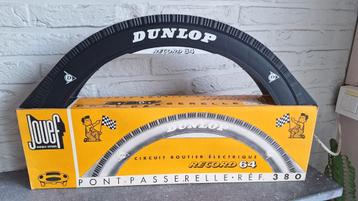 DUNLOP
RECORD 64
Jouef
DUNLOP
CIRCUIT ROUTIER ÉLECTRIQUE
RECORD 64
PONT-PASSERELLE·RÉF. 380